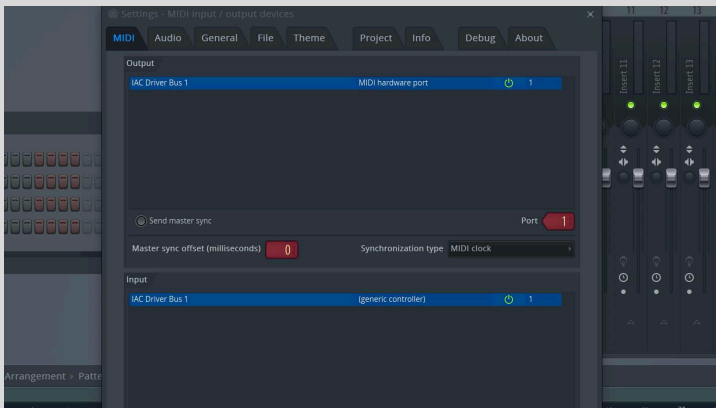 Settings - MIDI input / output devices
11 12 13
MIDI Audio General File Theme Project Info Debug About
Output
IAC Driver Bus 1 MIDI hardware port 1
Insert 11
Insert 12
Insert 13
Send master sync Port 1
Master sync offset (milliseconds) 0 Synchronization type MIDI clock
Input
IAC Driver Bus 1 (generic controller) 1
Arrangement Patte